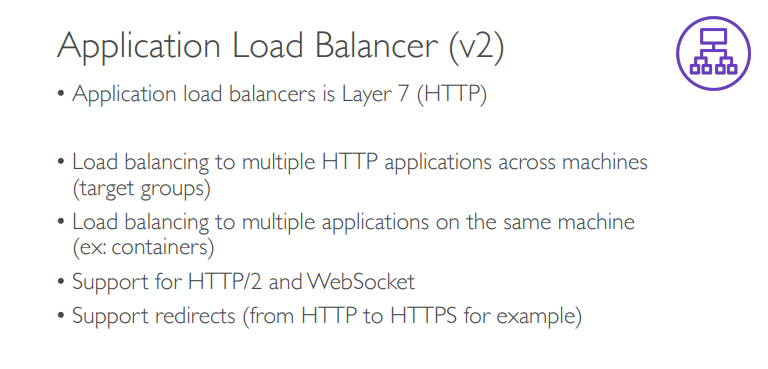 Application Load Balancer (v2)
• Application load balancers is Layer 7 (HTTP)
• Load balancing to multiple HTTP applications across machines
(target groups)
• Load balancing to multiple applications on the same machine
(ex: containers)
• Support for HTTP/2 and WebSocket
• Support redirects (from HTTP to HTTPS for example)